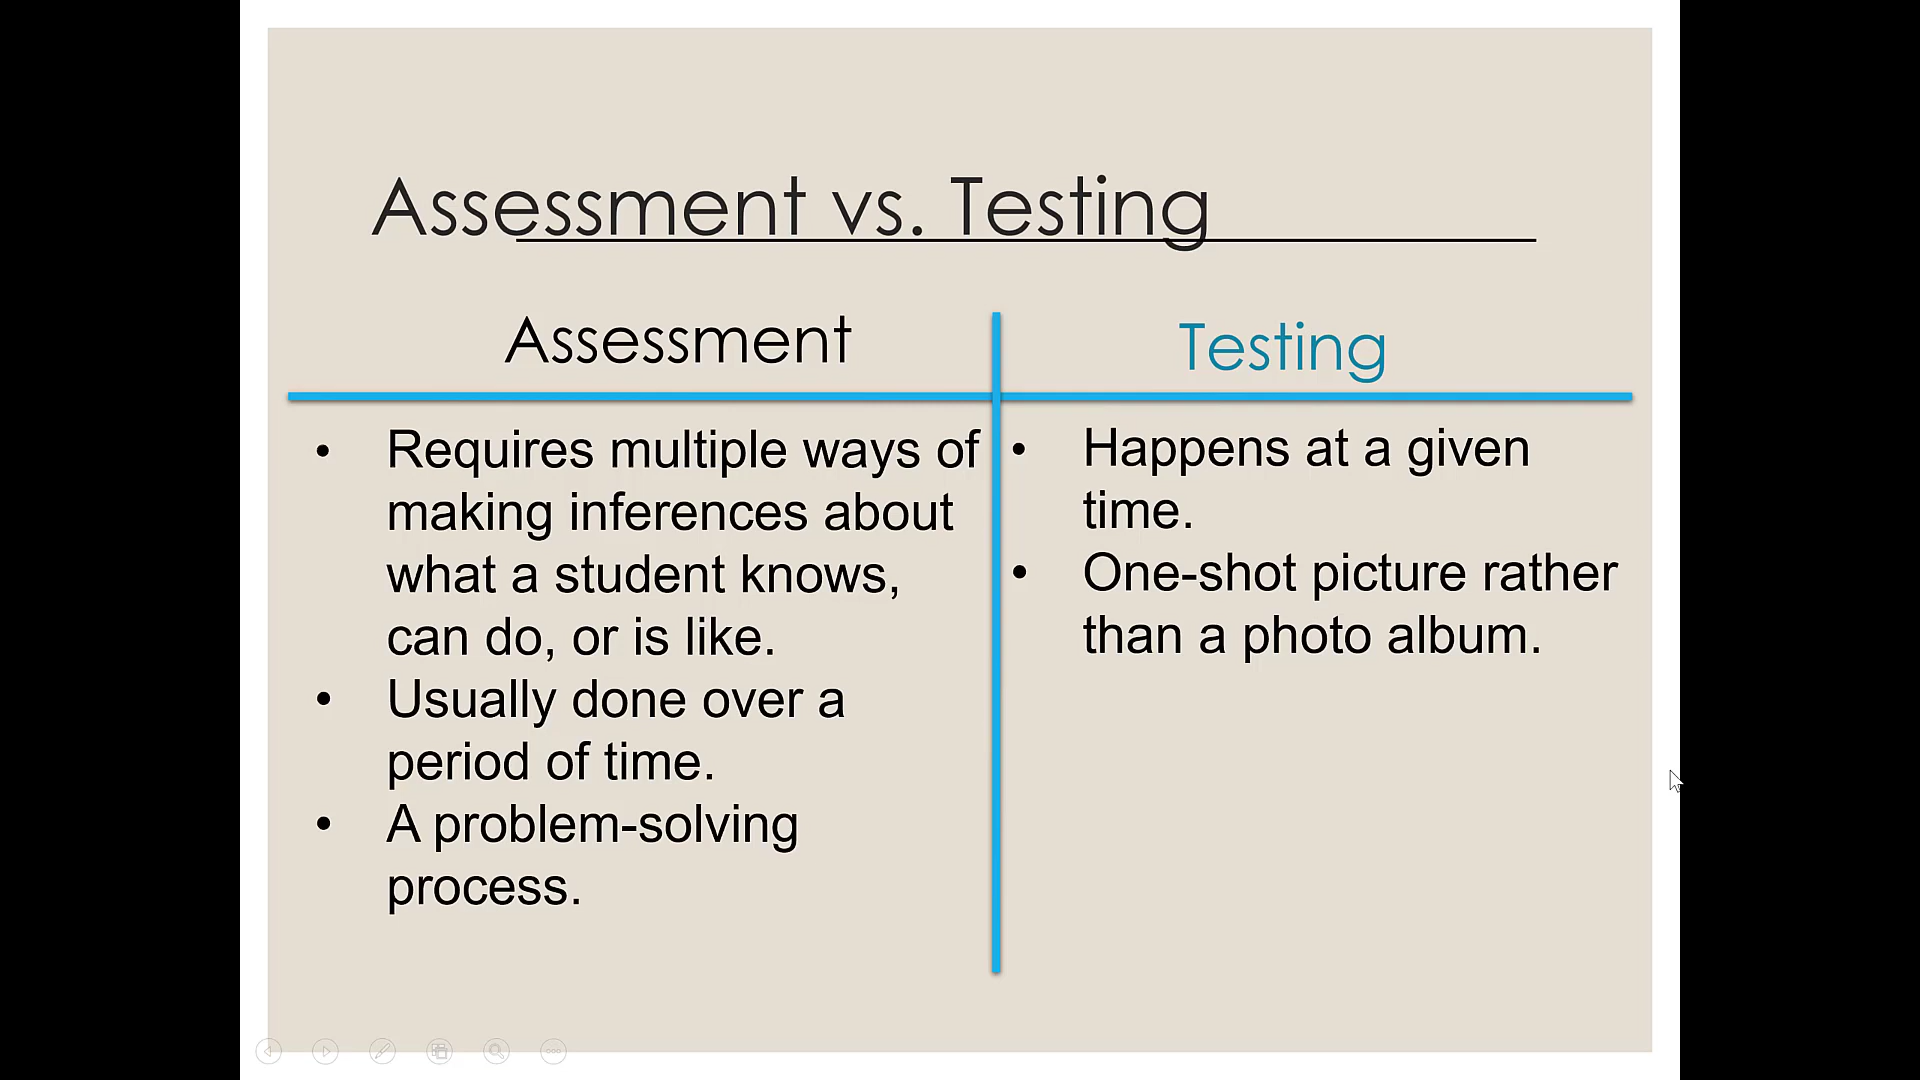 Assessment vs. Testing
Assessment
• Requires multiple ways of
making inferences about
what a student knows,
can do, or is like.
• Usually done over a
period of time.
• A problem-solving
process.
Testing
• Happens at a given
time.
• One-shot picture rather
than a photo album.